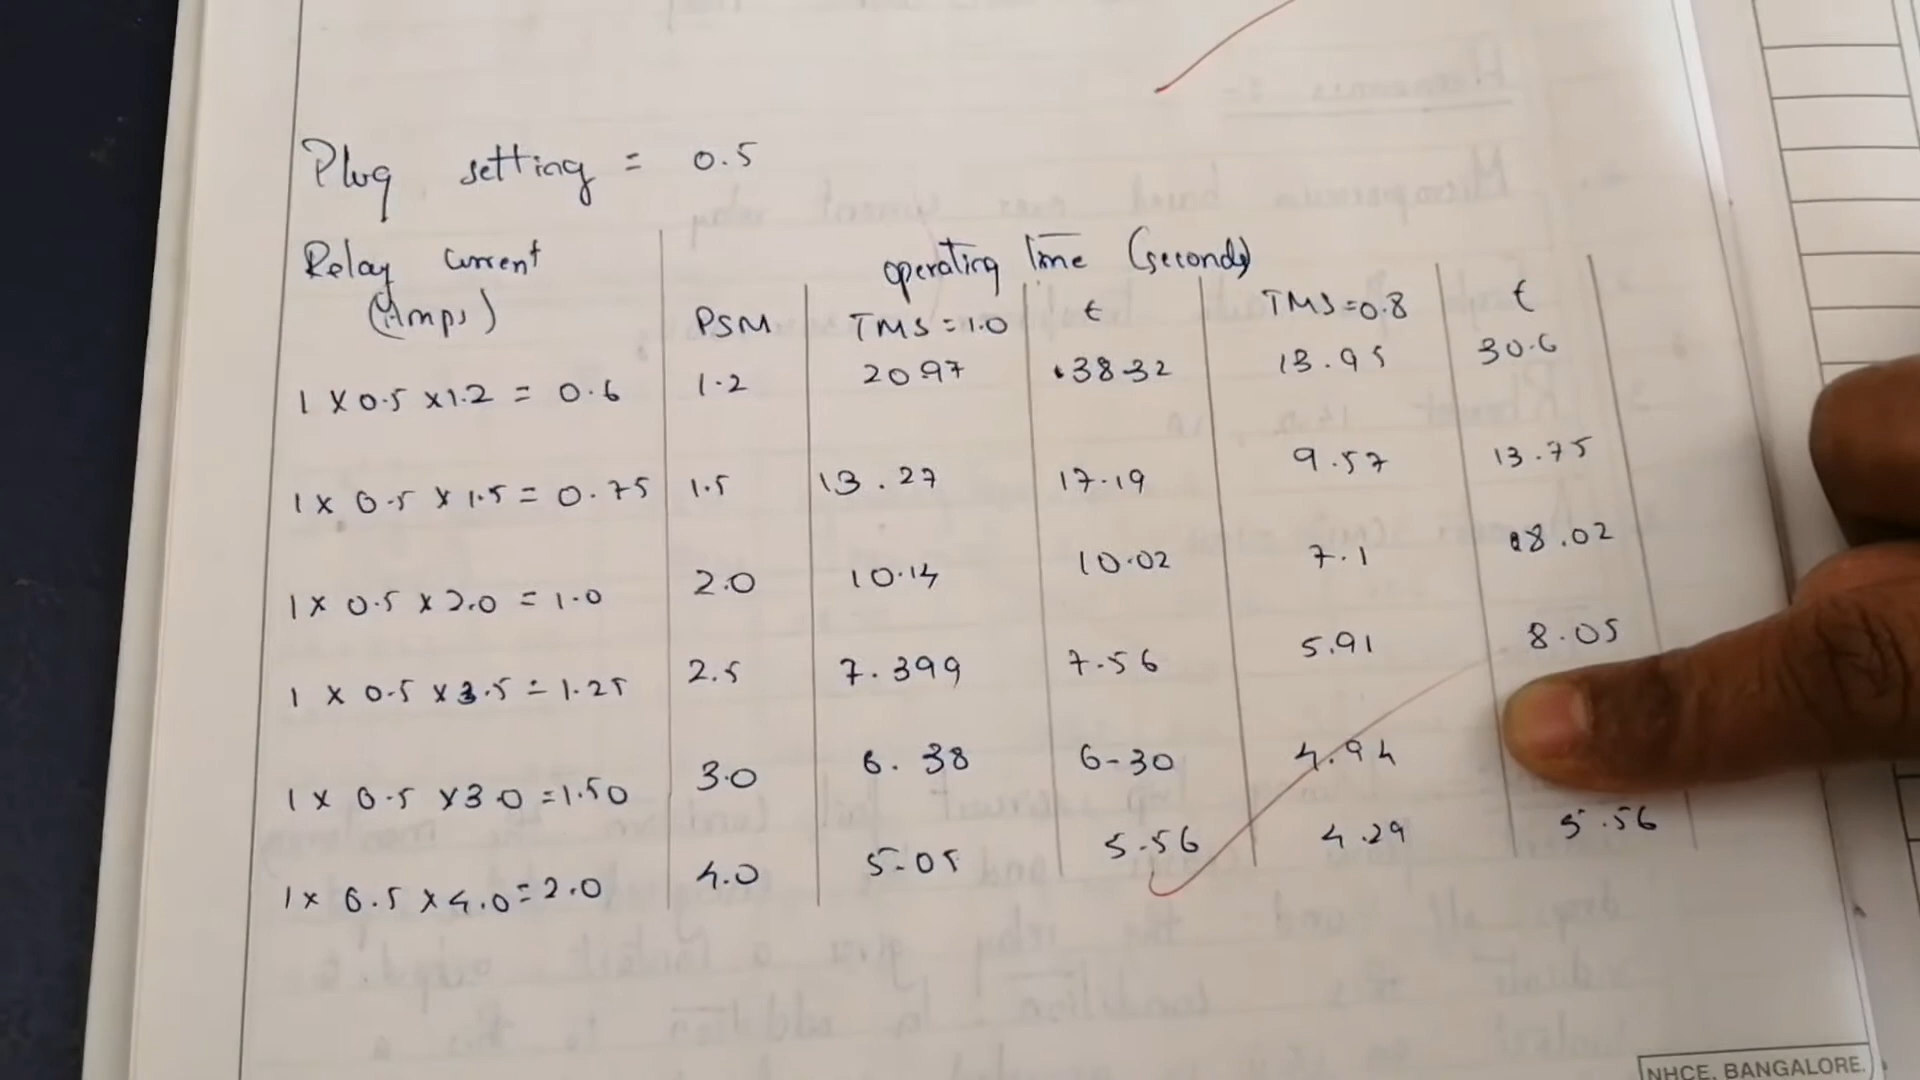 Plug setting = 0.5
Relay current (Amps) operating time (seconds)
PSM TMS = 1.0 t TMS = 0.8 t
1 x 0.5 x 1.2 = 0.6 1.2 20 97 38-32 13.95 30.6
1 x 0.5 x 1.5 = 0.75 1.5 13.27 17.19 9.57 13.75
1 x 0.5 x 2.0 = 1.0 2.0 10.14 10.02 7.1 8.02
1 x 0.5 x 2.5 = 1.25 2.5 7.399 7.56 5.91 8.05
1 x 0.5 x 3.0 = 1.50 3.0 6.38 6-30 4.94
1 x 0.5 x 4.0 = 2.0 4.0 5-05 5-56 4.29 5.56
NHCE, BANGALORE.